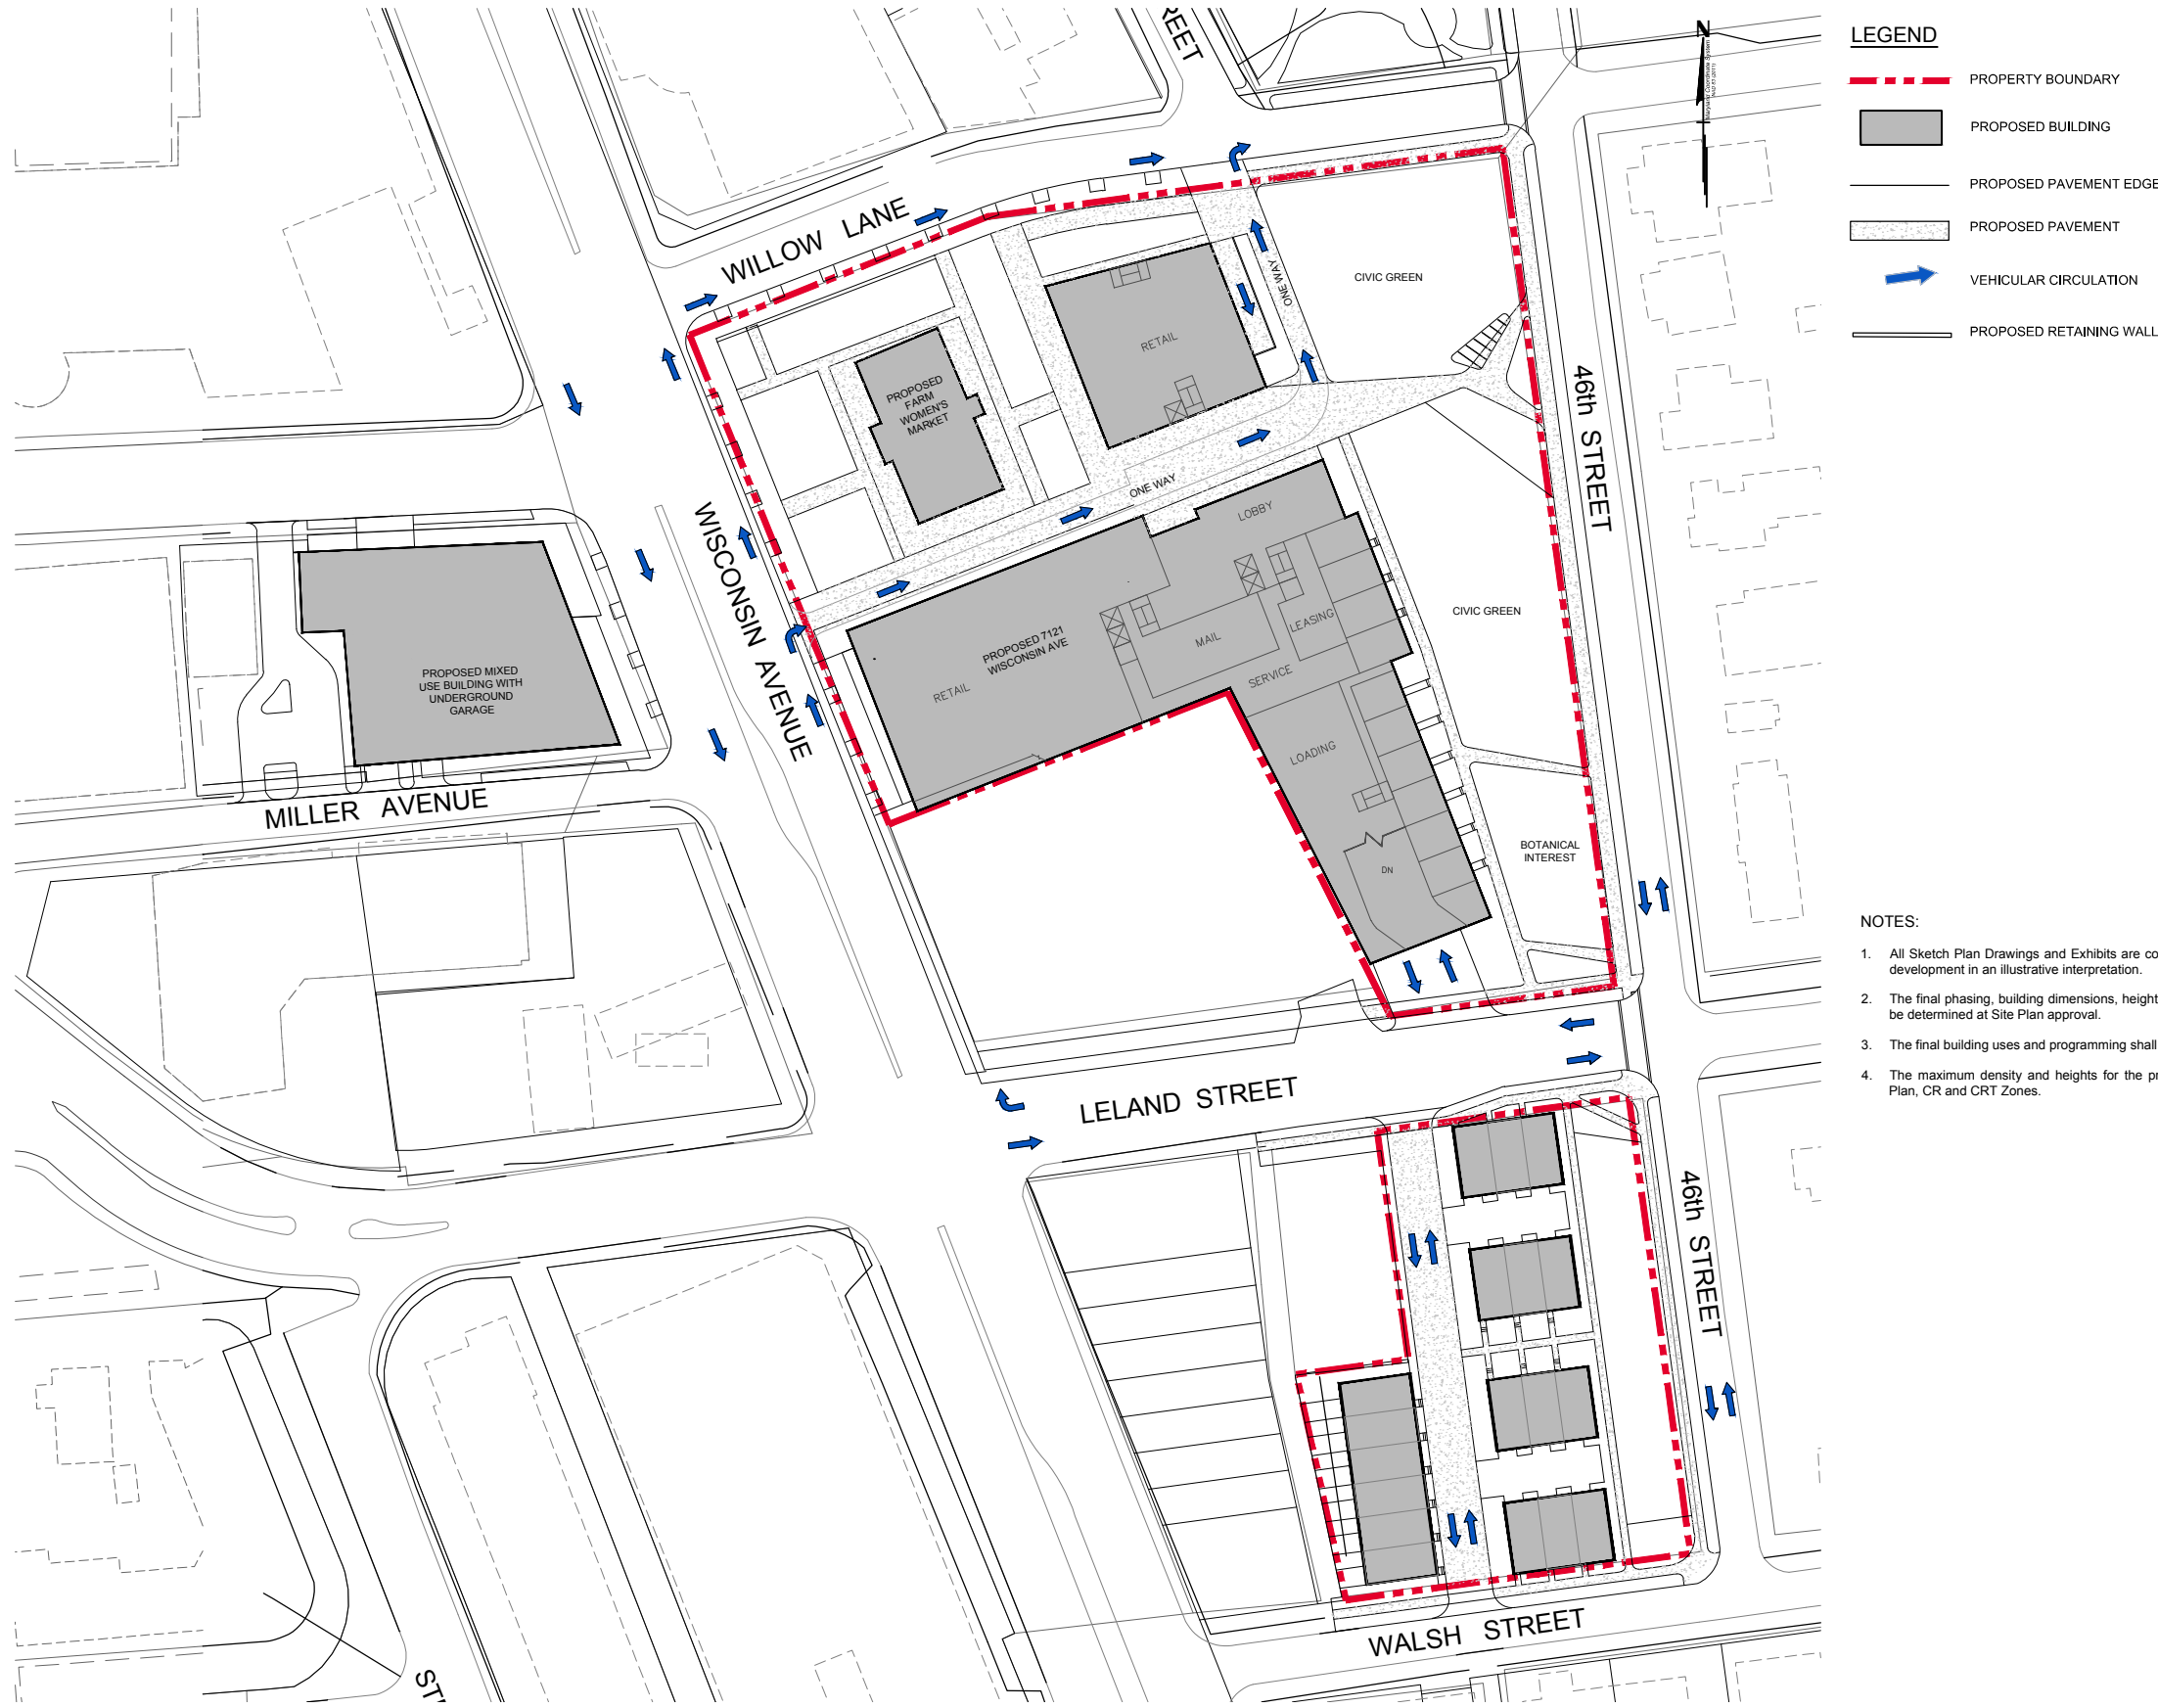 REET
N
LEGEND
PROPERTY BOUNDARY
PROPOSED BUILDING
PROPOSED PAVEMENT EDGE
PROPOSED PAVEMENT
VEHICULAR CIRCULATION
PROPOSED RETAINING WALL
WILLOW LANE
CIVIC GREEN
ONE WAY
RETAIL
PROPOSED
FARM
WOMEN'S
MARKET
46th STREET
ONE WAY
LOBBY
WISCONSIN AVENUE
PROPOSED 7121
WISCONSIN AVE
RETAIL
MAIL
LEASING
SERVICE
CIVIC GREEN
PROPOSED MIXED
USE BUILDING WITH
UNDERGROUND
GARAGE
LOADING
MILLER AVENUE
BOTANICAL
INTEREST
DN
NOTES:
1. All Sketch Plan Drawings and Exhibits are co
development in an illustrative interpretation.
2. The final phasing, building dimensions, height
be determined at Site Plan approval.
3. The final building uses and programming shall
4. The maximum density and heights for the pr
Plan, CR and CRT Zones.
LELAND STREET
46th STREET
WALSH STREET
ST